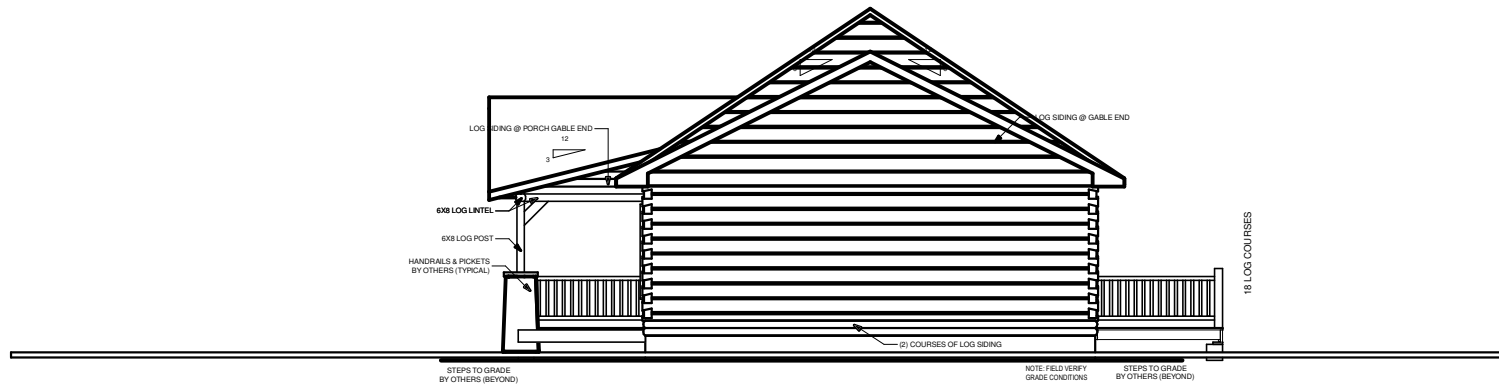 LOG SIDING @ PORCH GABLE END
12
3
LOG SIDING @ GABLE END
6X8 LOG LINTEL
6X8 LOG POST
HANDRAILS & PICKETS
BY OTHERS (TYPICAL)
18 LOG COURSES
(2) COURSES OF LOG SIDING
STEPS TO GRADE
BY OTHERS (BEYOND)
NOTE: FIELD VERIFY
GRADE CONDITIONS
STEPS TO GRADE
BY OTHERS (BEYOND)